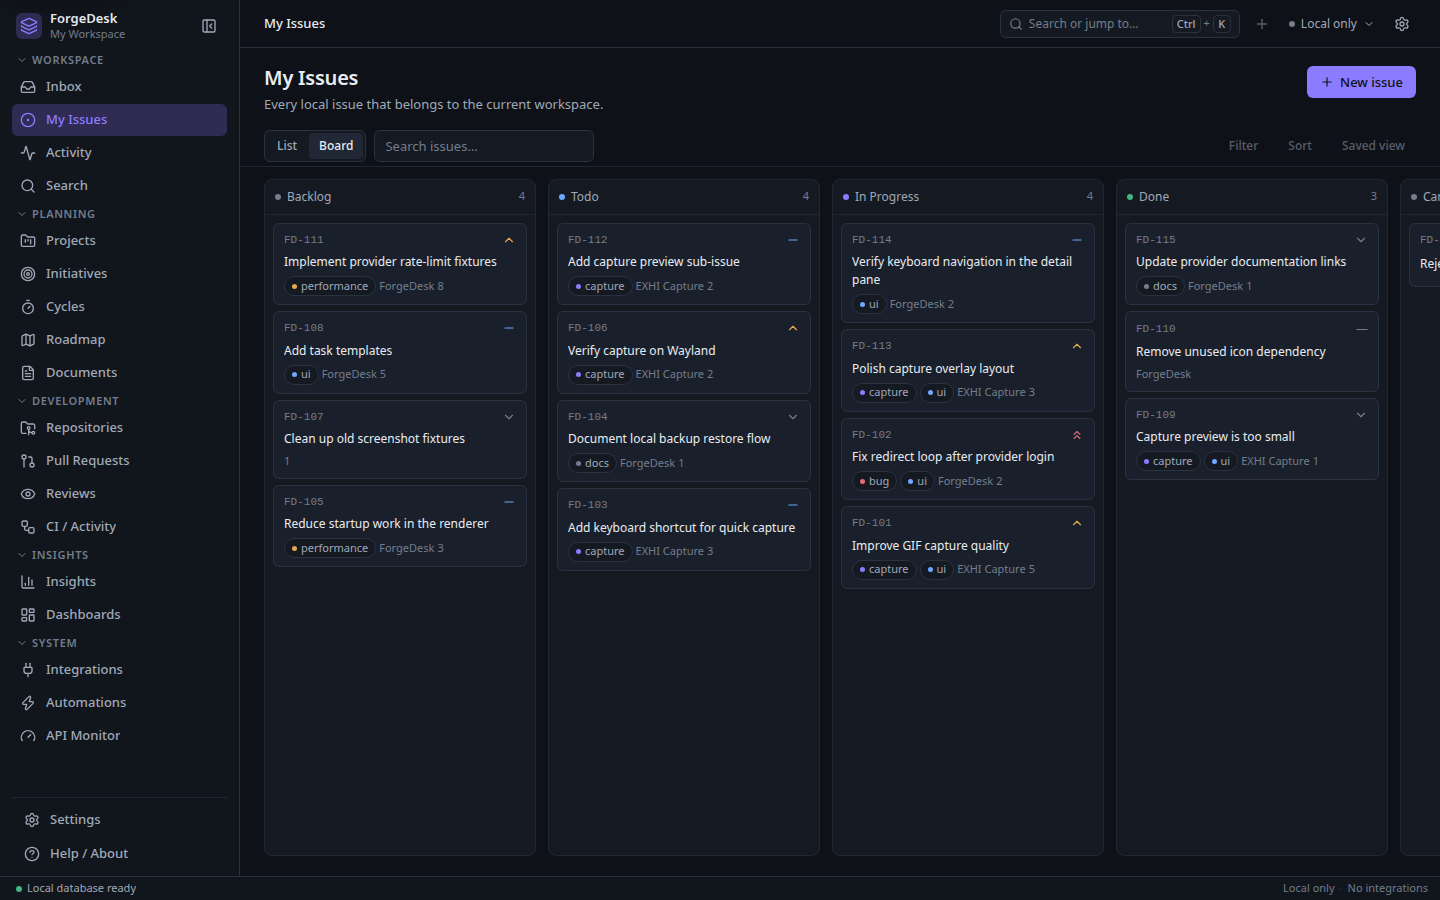 ForgeDesk
My Workspace
WORKSPACE
Inbox
My Issues
Activity
Search
PLANNING
Projects
Initiatives
Cycles
Roadmap
Documents
DEVELOPMENT
Repositories
Pull Requests
Reviews
CI / Activity
INSIGHTS
Insights
Dashboards
SYSTEM
Integrations
Automations
API Monitor
Settings
Help / About
My Issues
Search or jump to... Ctrl + K
Local only
My Issues
Every local issue that belongs to the current workspace.
New issue
List Board Search issues...
Filter Sort Saved view
Backlog 4
FD-111
Implement provider rate-limit fixtures
performance ForgeDesk 8
FD-108
Add task templates
ui ForgeDesk 5
FD-107
Clean up old screenshot fixtures
1
FD-105
Reduce startup work in the renderer
performance ForgeDesk 3
Todo 4
FD-112
Add capture preview sub-issue
capture EXHI Capture 2
FD-106
Verify capture on Wayland
capture EXHI Capture 2
FD-104
Document local backup restore flow
docs ForgeDesk 1
FD-103
Add keyboard shortcut for quick capture
capture EXHI Capture 3
In Progress 4
FD-114
Verify keyboard navigation in the detail
pane
ui ForgeDesk 2
FD-113
Polish capture overlay layout
capture ui EXHI Capture 3
FD-102
Fix redirect loop after provider login
bug ui ForgeDesk 2
FD-101
Improve GIF capture quality
capture ui EXHI Capture 5
Done 3
FD-115
Update provider documentation links
docs ForgeDesk 1
FD-110
Remove unused icon dependency
ForgeDesk
FD-109
Capture preview is too small
capture ui EXHI Capture 1
Local database ready
Local only · No integrations